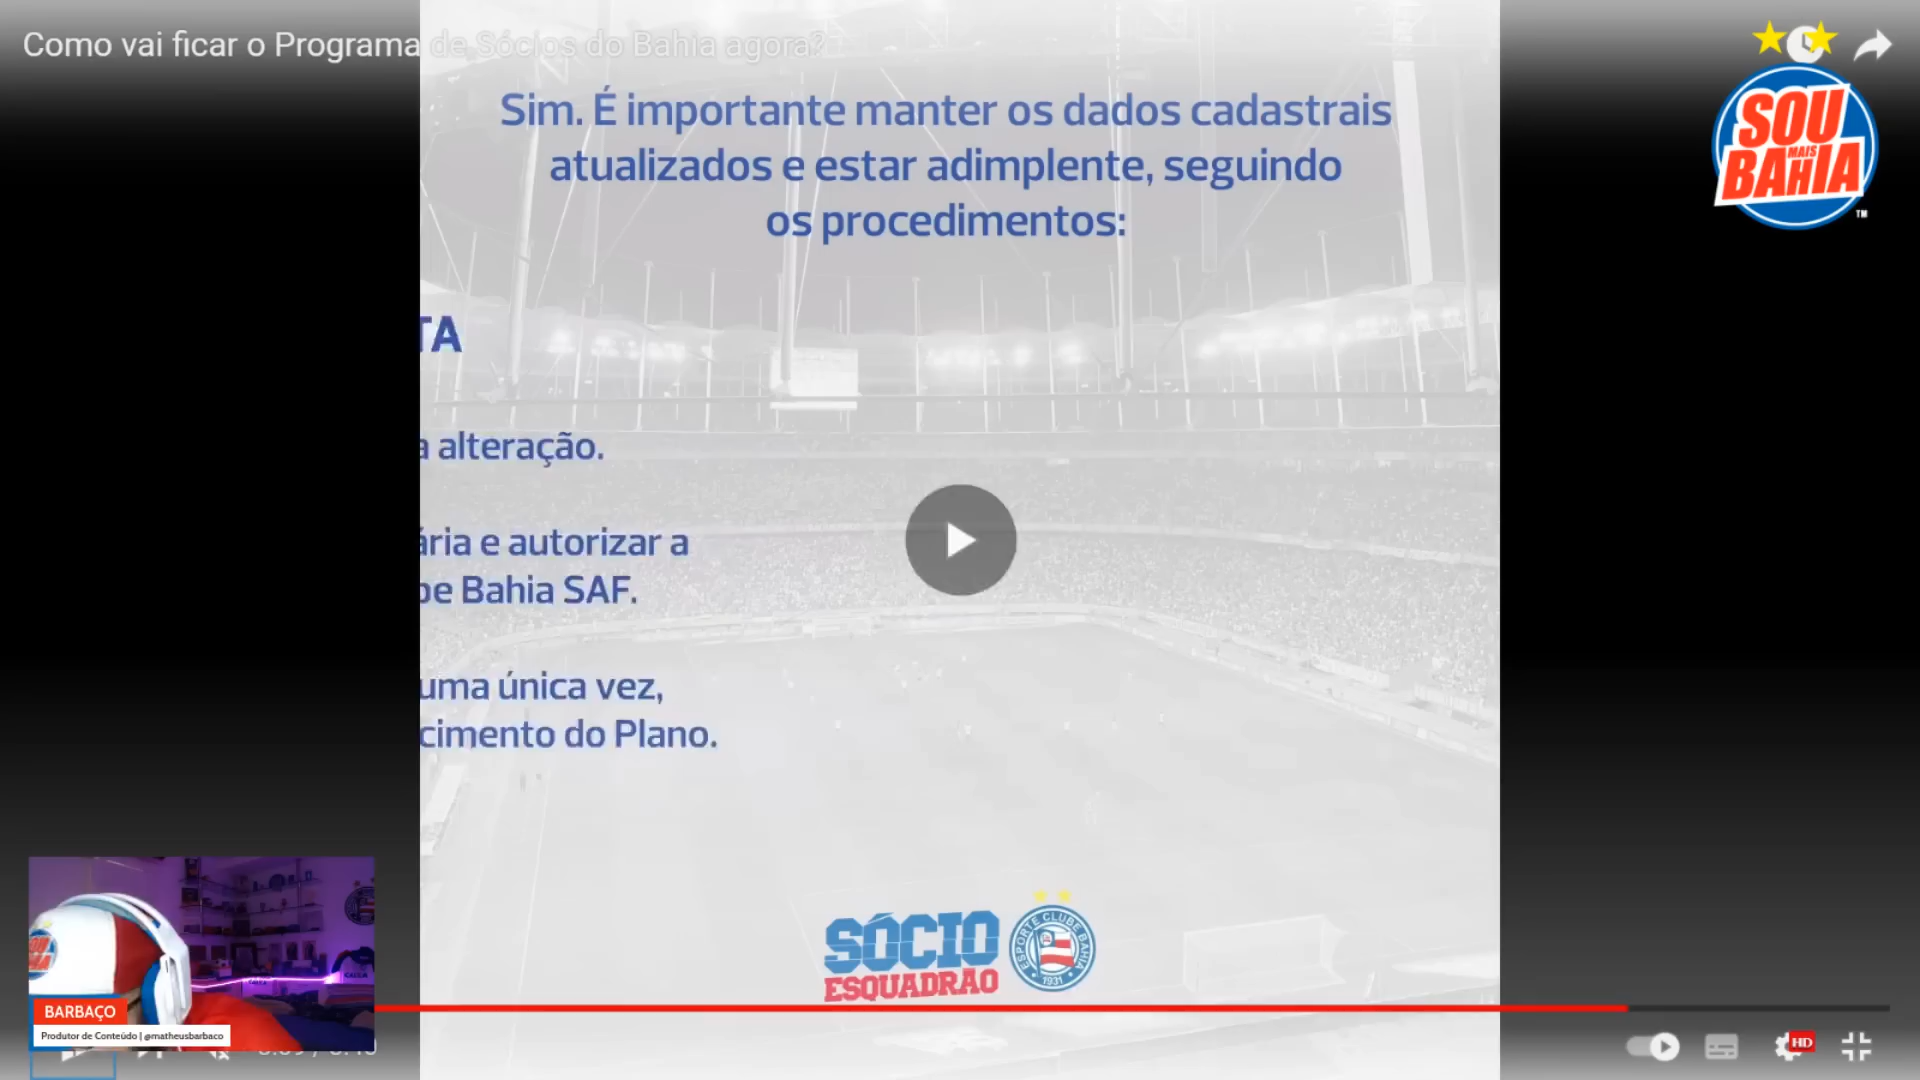 Como vai ficar o Programa de Sócios do Bahia agora?
SOU
MAIS
BAHIA
TM
Sim. É importante manter os dados cadastrais
atualizados e estar adimplente, seguindo
os procedimentos:
TA
a alteração.
ária e autorizar a
be Bahia SAF.
uma única vez,
cimento do Plano.
SÓCIO
ESQUADRÃO
ESPORTE CLUBE BAHIA
1931
BARBAÇO
Produtor de Conteúdo | @matheusbarbaco
HD